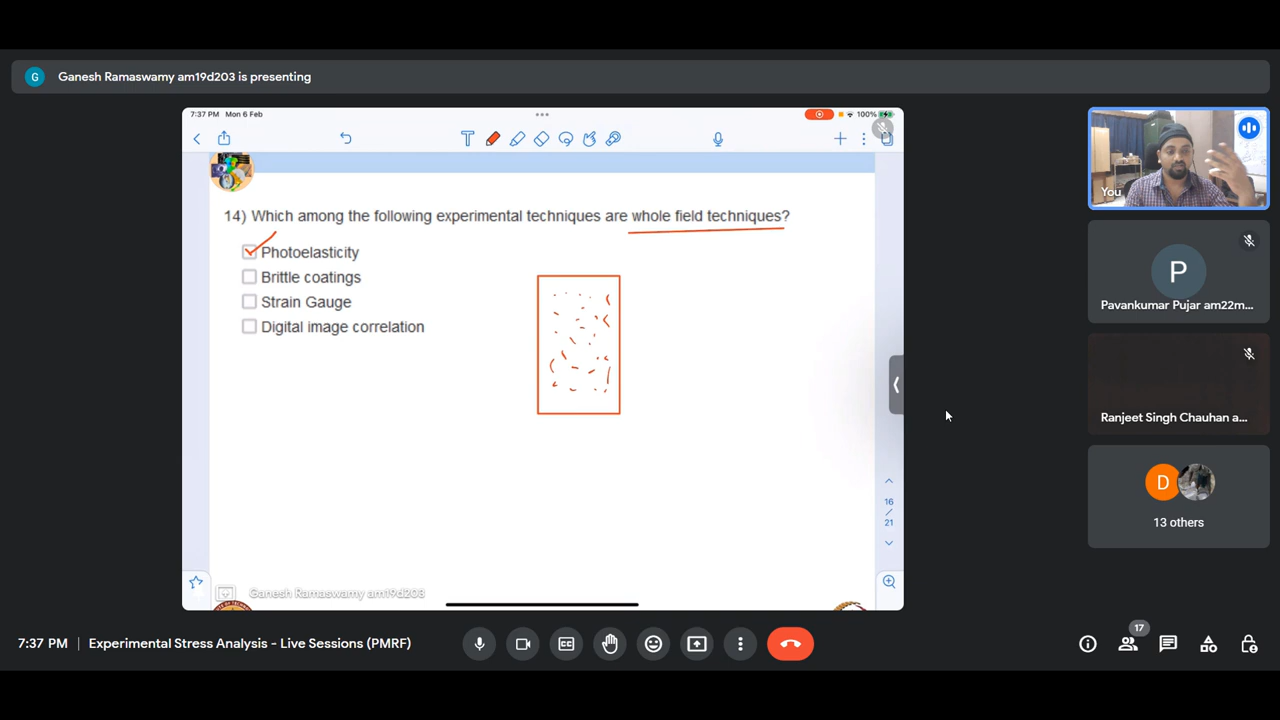 G Ganesh Ramaswamy am19d203 is presenting
7:37 PM Mon 6 Feb
100%
T
14) Which among the following experimental techniques are whole field techniques?
Photoelasticity
Brittle coatings
Strain Gauge
Digital image correlation
16
/
21
Ganesh Ramaswamy am19d203
You
P
Pavankumar Pujar am22m...
Ranjeet Singh Chauhan a...
D
13 others
7:37 PM | Experimental Stress Analysis - Live Sessions (PMRF)
CC
17